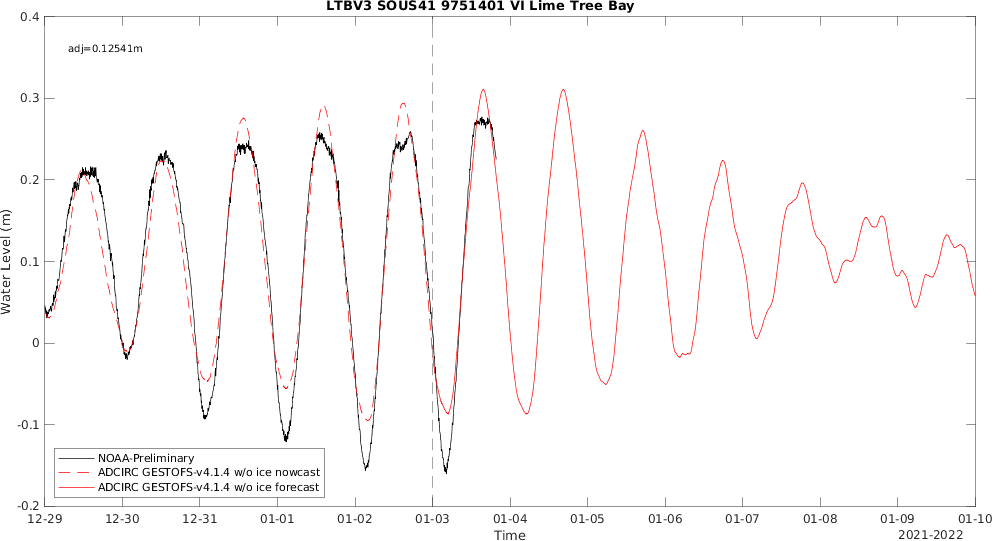 LTBV3 SOUS41 9751401 VI Lime Tree Bay
adj=0.12541m
Water Level (m)
0.4
0.3
0.2
0.1
0
-0.1
-0.2
NOAA-Preliminary
ADCIRC GESTOFS-v4.1.4 w/o ice nowcast
ADCIRC GESTOFS-v4.1.4 w/o ice forecast
12-29 12-30 12-31 01-01 01-02 01-03 01-04 01-05 01-06 01-07 01-08 01-09 01-10
Time
2021-2022